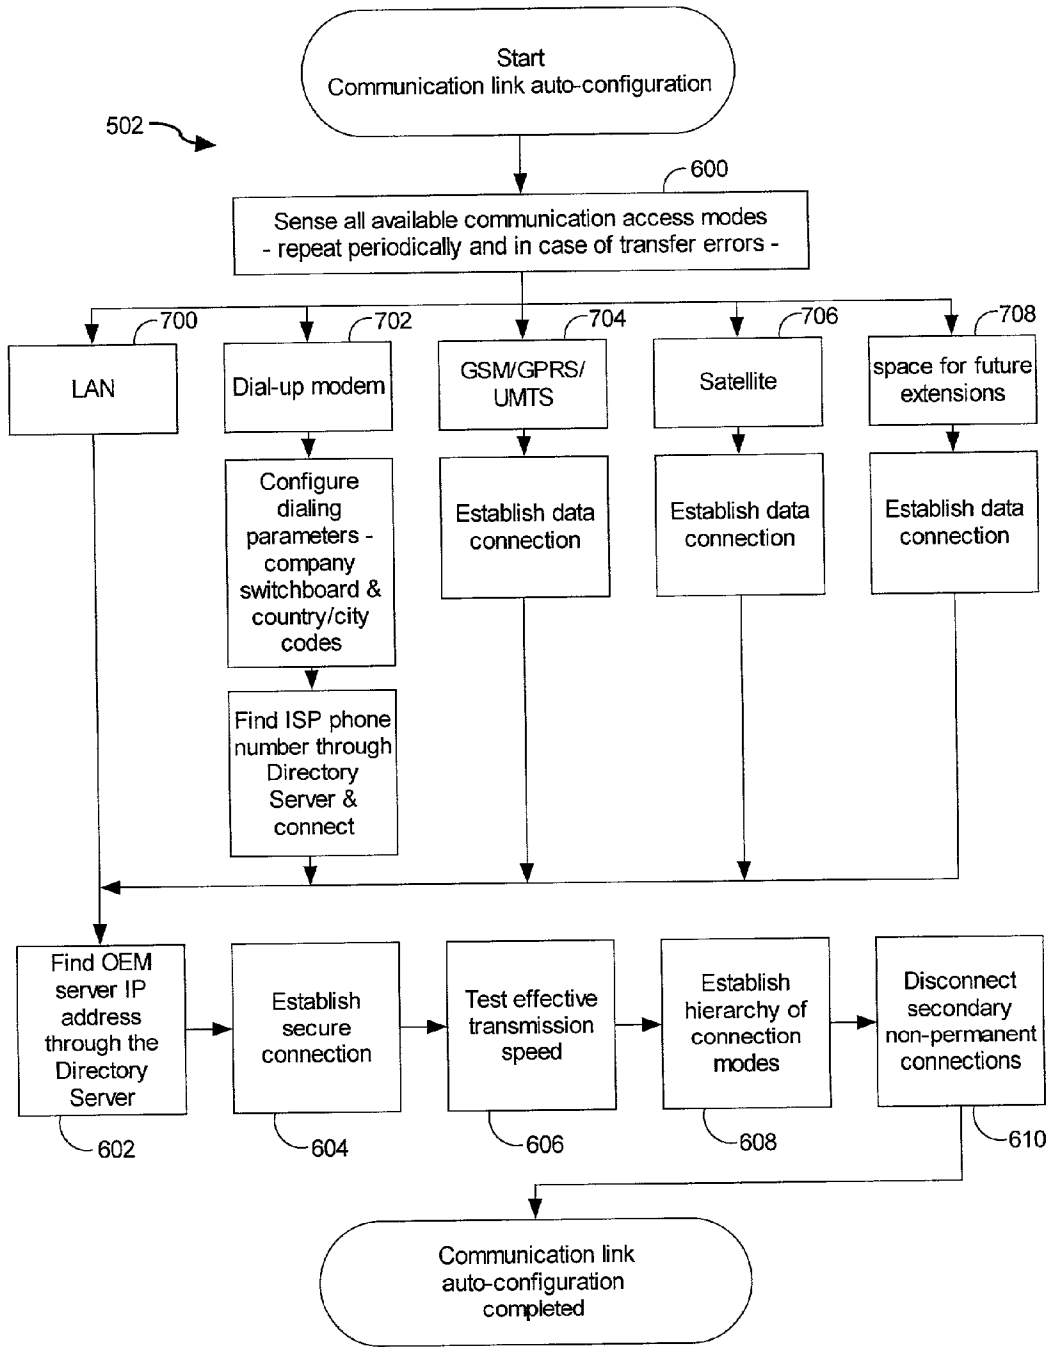 Start
Communication link auto-configuration
502
600
Sense all available communication access modes
- repeat periodically and in case of transfer errors -
700
702
704
706
708
LAN
Dial-up modem
GSM/GPRS/
UMTS
Satellite
space for future
extensions
Configure
dialing
parameters -
company
switchboard &
country/city
codes
Establish data
connection
Establish data
connection
Establish data
connection
Find ISP phone
number through
Directory
Server &
connect
Find OEM
server IP
address
through the
Directory
Server
Establish
secure
connection
Test effective
transmission
speed
Establish
hierarchy of
connection
modes
Disconnect
secondary
non-permanent
connections
602
604
606
608
610
Communication link
auto-configuration
completed